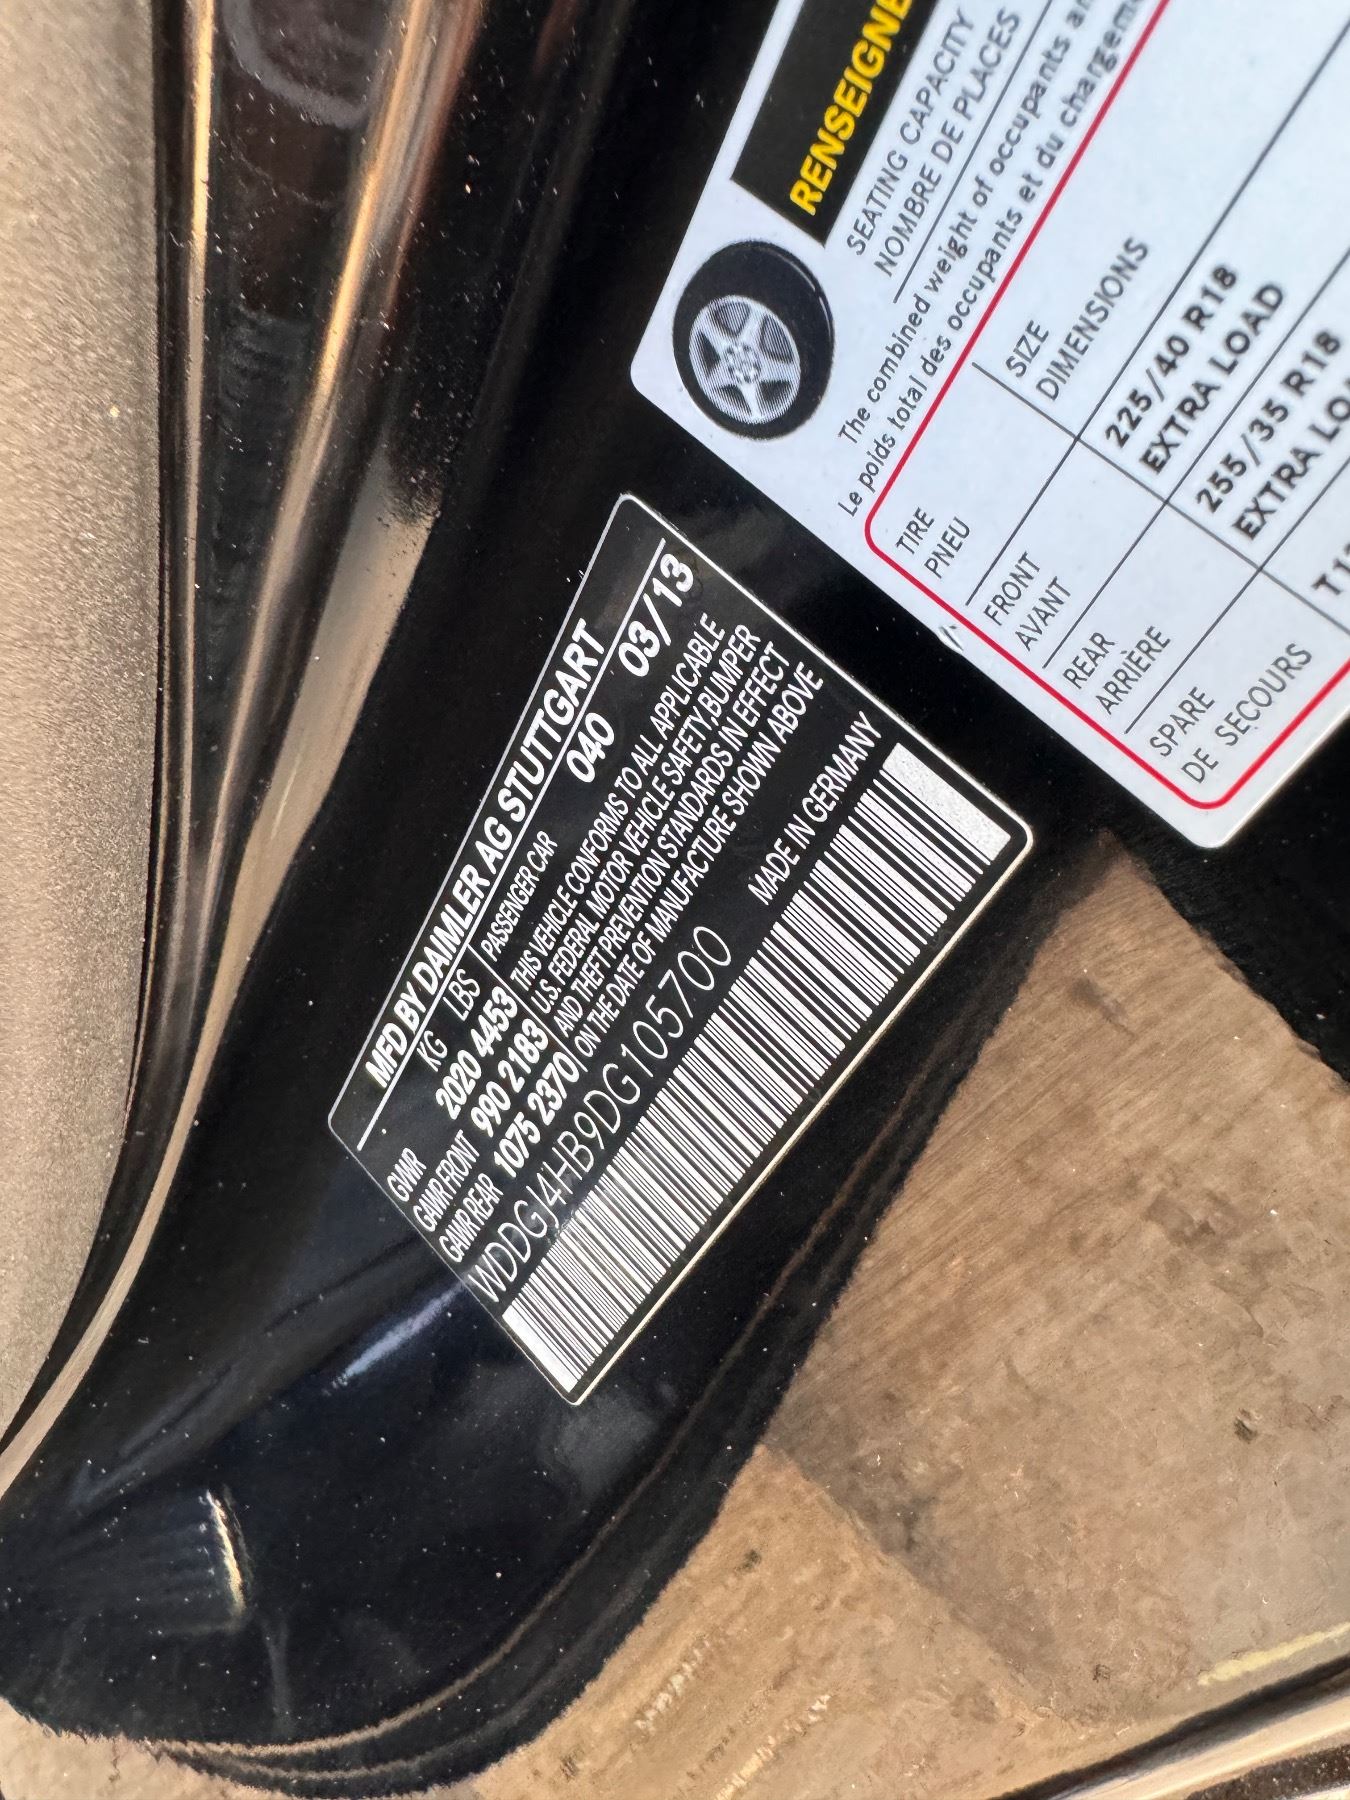 MFD BY DAIMLER AG STUTTGART
KG LBS PASSENGER CAR 040 03/13
GVWR 2020 4453 THIS VEHICLE CONFORMS TO ALL APPLICABLE
GAWR FRONT 990 2183 U.S. FEDERAL MOTOR VEHICLE SAFETY, BUMPER
GAWR REAR 1075 2370 AND THEFT PREVENTION STANDARDS IN EFFECT
ON THE DATE OF MANUFACTURE SHOWN ABOVE
WDDGJ4HB9DG105700 MADE IN GERMANY
SEATING CAPACITY
NOMBRE DE PLACES
The combined weight of occupants
Le poids total des occupants et du
TIRE SIZE
PNEU DIMENSIONS
FRONT 225/40 R18
AVANT EXTRA LOAD
REAR 255/35 R18
ARRIÈRE EXTRA
SPARE
DE SECOURS